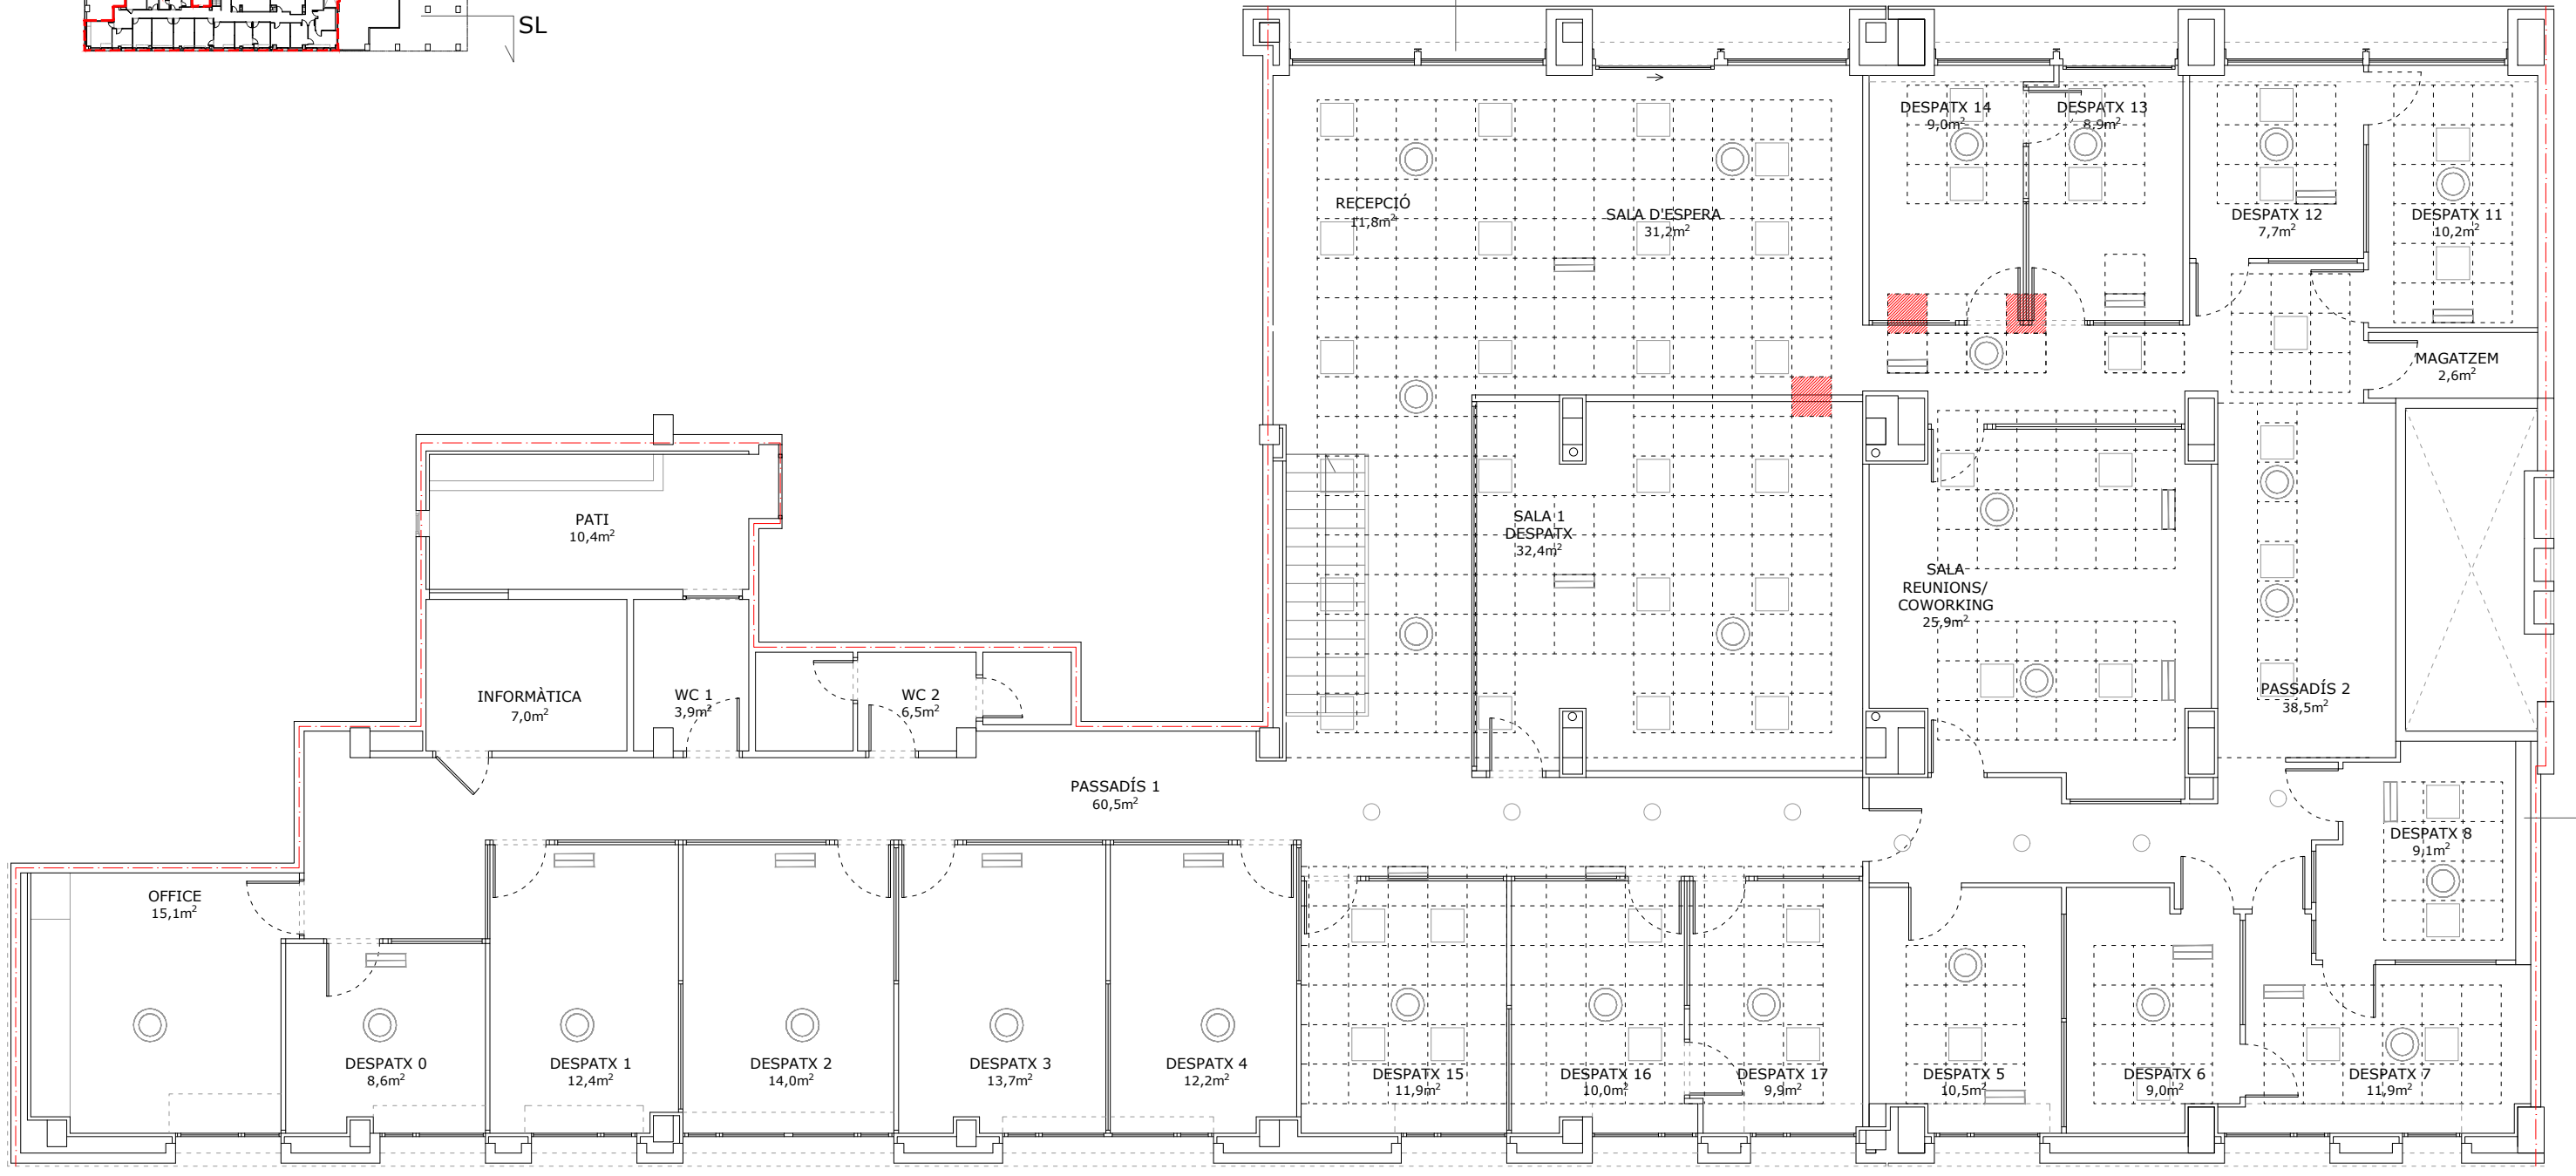 SL
DESPATX 14
9,0m²
DESPATX 13
8,9m²
RECEPCIÓ
11,8m²
SALA D'ESPERA
31,2m²
DESPATX 12
7,7m²
DESPATX 11
10,2m²
MAGATZEM
2,6m²
PATI
10,4m²
SALA 1
DESPATX
32,4m²
SALA
REUNIONS/
COWORKING
25,9m²
INFORMÀTICA
7,0m²
WC 1
3,9m²
WC 2
6,5m²
PASSADÍS 2
38,5m²
PASSADÍS 1
60,5m²
DESPATX 8
9,1m²
OFFICE
15,1m²
DESPATX 0
8,6m²
DESPATX 1
12,4m²
DESPATX 2
14,0m²
DESPATX 3
13,7m²
DESPATX 4
12,2m²
DESPATX 15
11,9m²
DESPATX 16
10,0m²
DESPATX 17
9,9m²
DESPATX 5
10,5m²
DESPATX 6
9,0m²
DESPATX 7
11,9m²